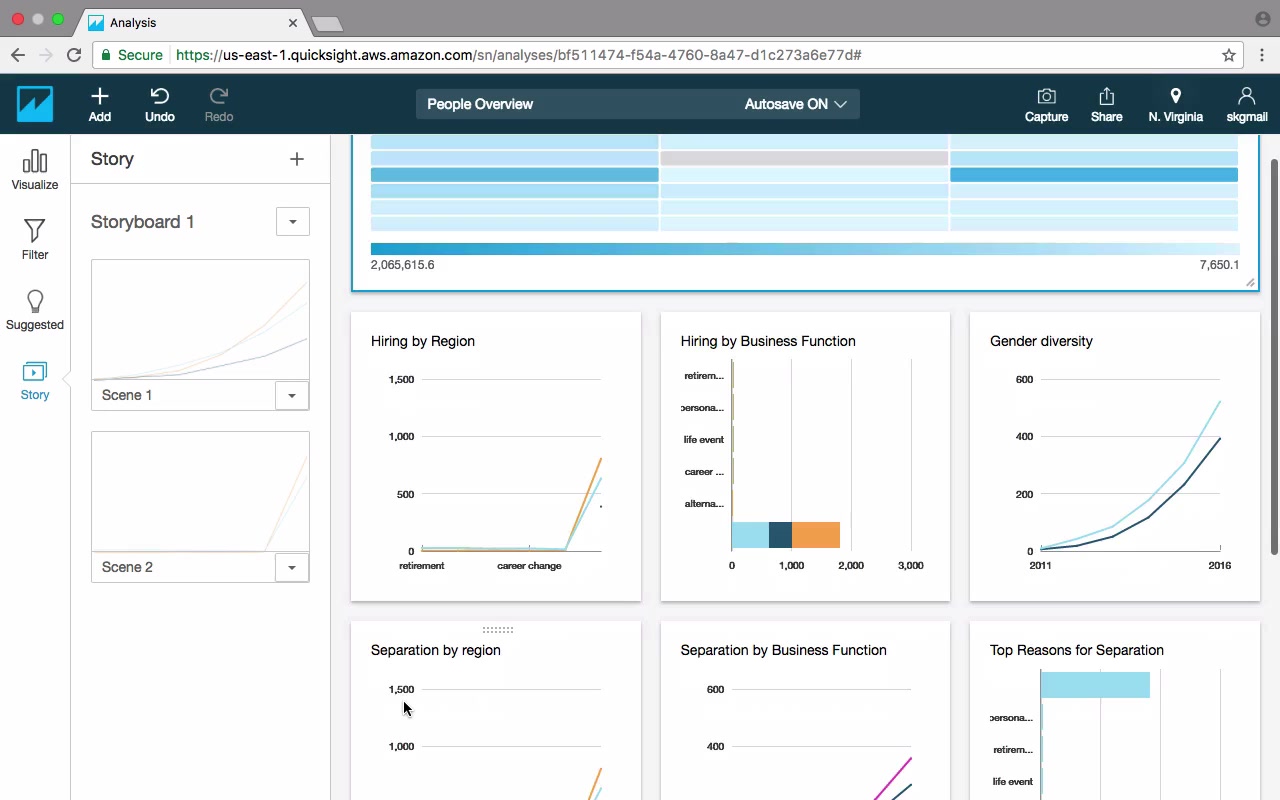 Analysis
Secure
https://us-east-1.quicksight.aws.amazon.com/sn/analyses/bf511474-f54a-4760-8a47-d1c273a6e77d#
Add
Undo
Redo
People Overview
Autosave ON
Capture
Share
N. Virginia
skgmail
Visualize
Filter
Suggested
Story
Story
Storyboard 1
Scene 1
Scene 2
2,065,615.6
7,650.1
Hiring by Region
1,500
1,000
500
0
retirement
career change
Hiring by Business Function
retirem...
persona...
life event
career ...
alterna...
0
1,000
2,000
3,000
Gender diversity
600
400
200
0
2011
2016
Separation by region
1,500
1,000
Separation by Business Function
600
400
Top Reasons for Separation
persona...
retirem...
life event